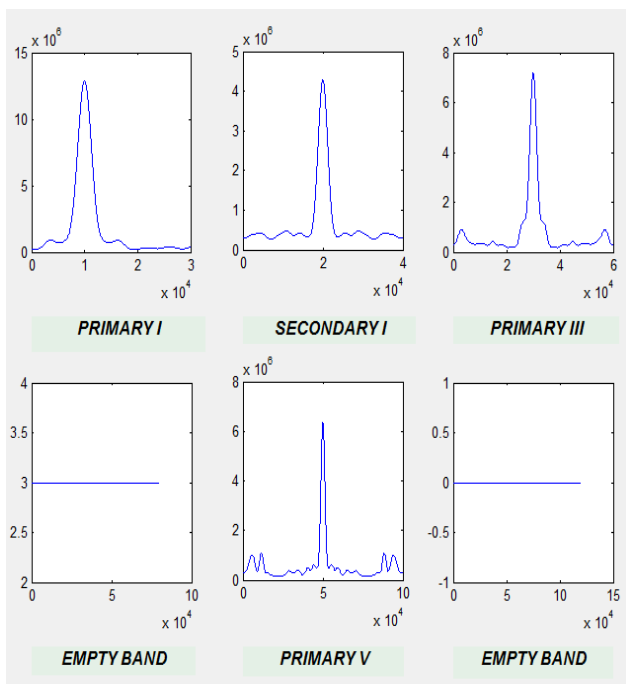 x 10^6 x 10^6 x 10^6
15 5 8
4 6
10 3 4
5 2 2
1
0 0 0
0 1 2 3 0 2 4 0 2 4 6
x 10^4 x 10^4 x 10^4
PRIMARY I SECONDARY I PRIMARY III
x 10^6
4 8 1
3.5 6 0.5
3 4 0
2.5 2 -0.5
2 0 -1
0 5 10 0 5 10 0 5 10 15
x 10^4 x 10^4 x 10^4
EMPTY BAND PRIMARY V EMPTY BAND